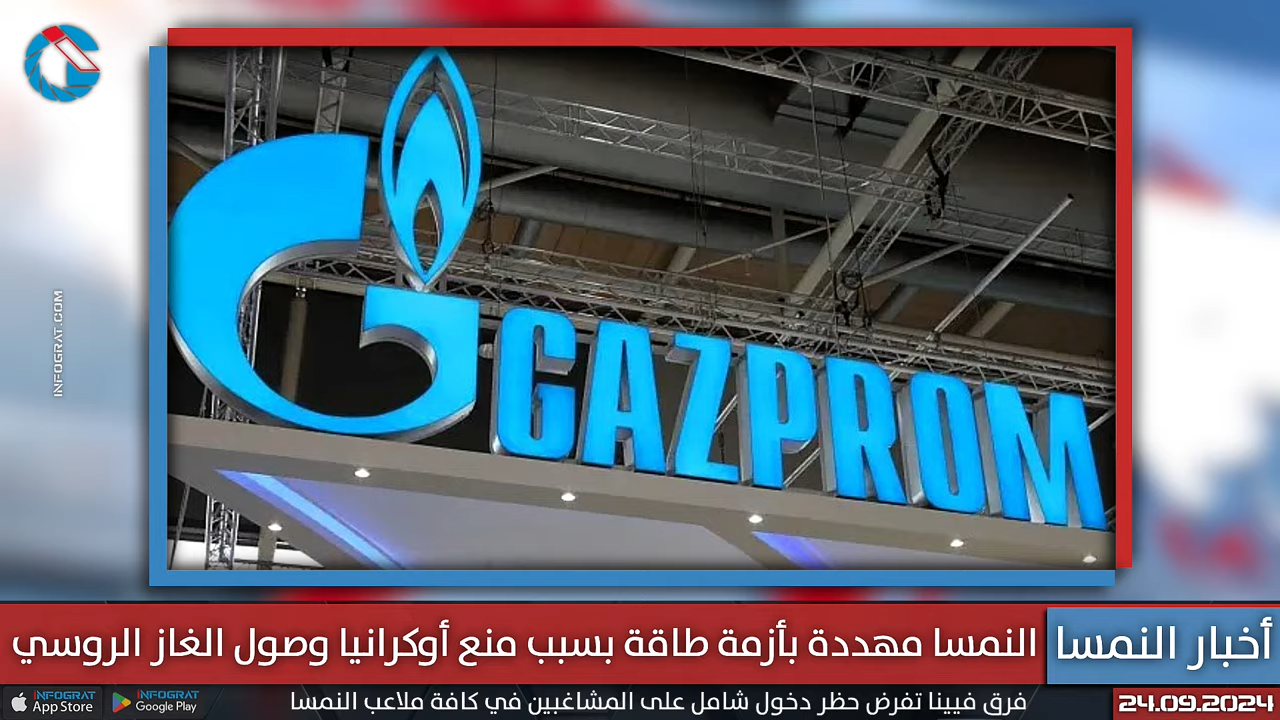 INFOGRAT.COM
GAZPROM
أخبار النمسا
النمسا مهددة بأزمة طاقة بسبب منع أوكرانيا وصول الغاز الروسي
24.09.2024
فرق فيينا تفرض حظر دخول شامل على المشاغبين في كافة ملاعب النمسا
INFOGRAT
Google Play
INFOGRAT
App Store